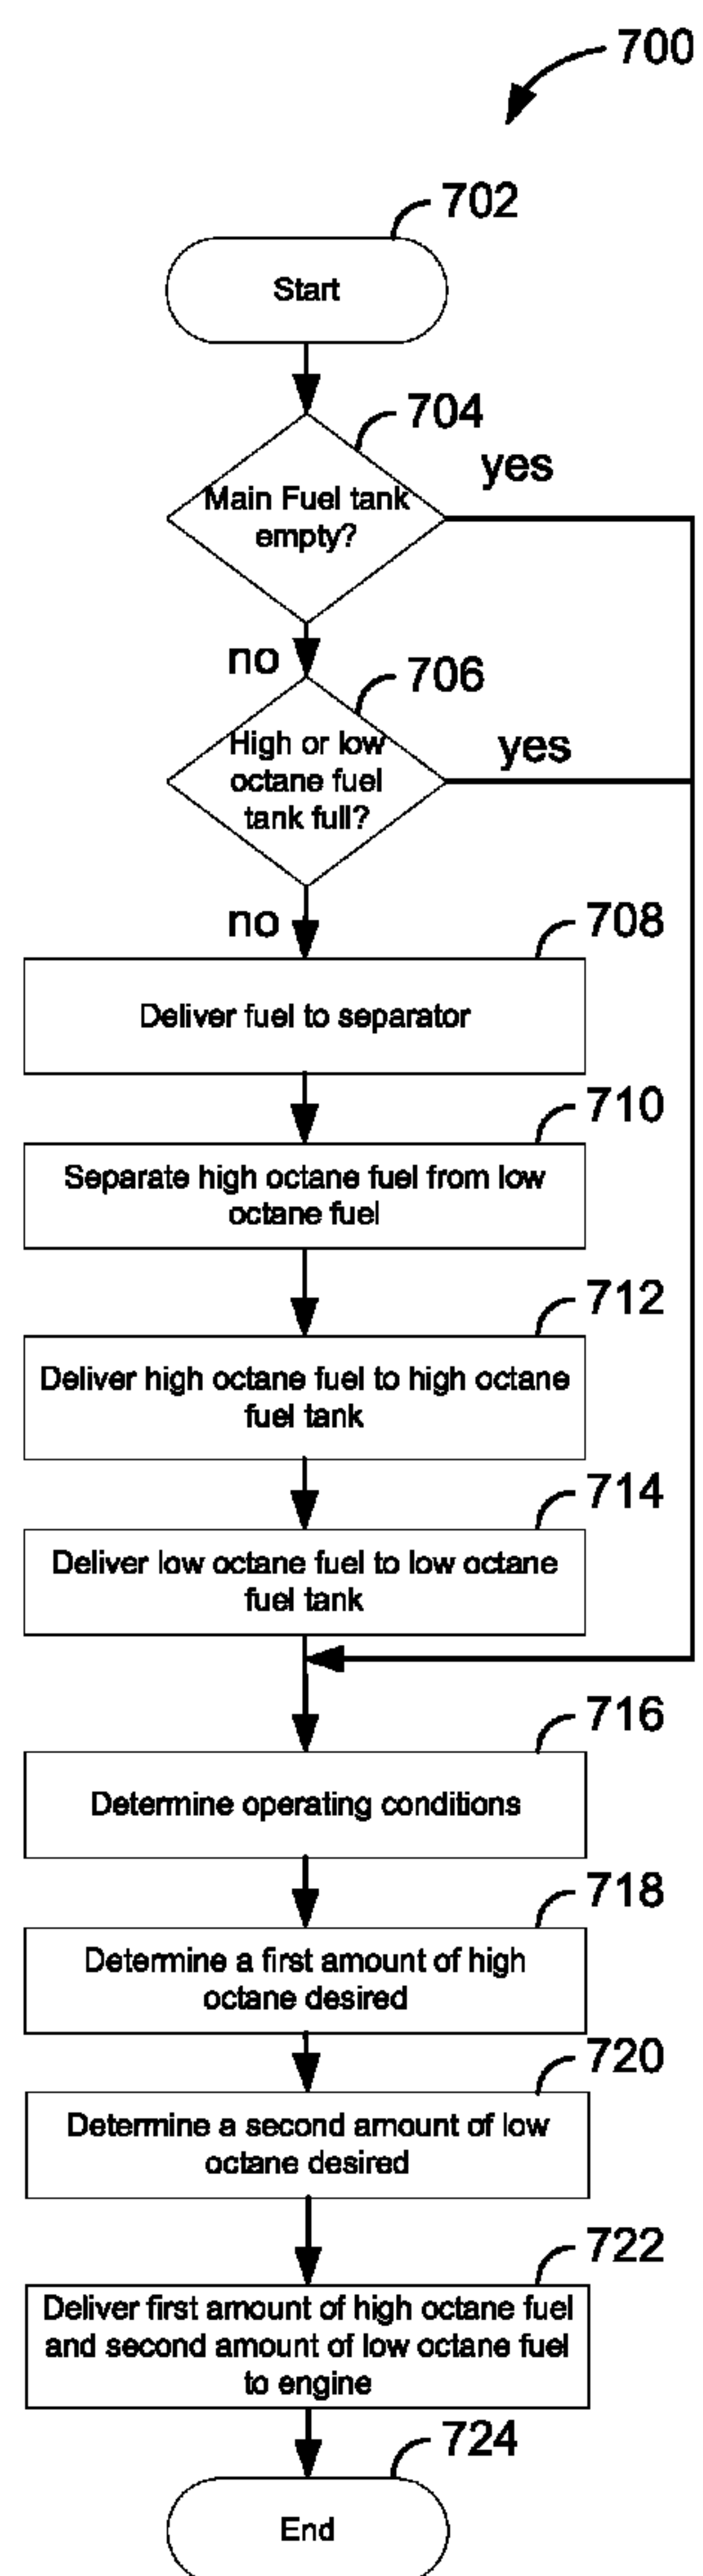 700
702
Start
704
yes
Main Fuel tank
empty?
no
706
yes
High or low
octane fuel
tank full?
no
708
Deliver fuel to separator
710
Separate high octane fuel from low
octane fuel
712
Deliver high octane fuel to high octane
fuel tank
714
Deliver low octane fuel to low octane
fuel tank
716
Determine operating conditions
718
Determine a first amount of high
octane desired
720
Determine a second amount of low
octane desired
722
Deliver first amount of high octane fuel
and second amount of low octane fuel
to engine
724
End